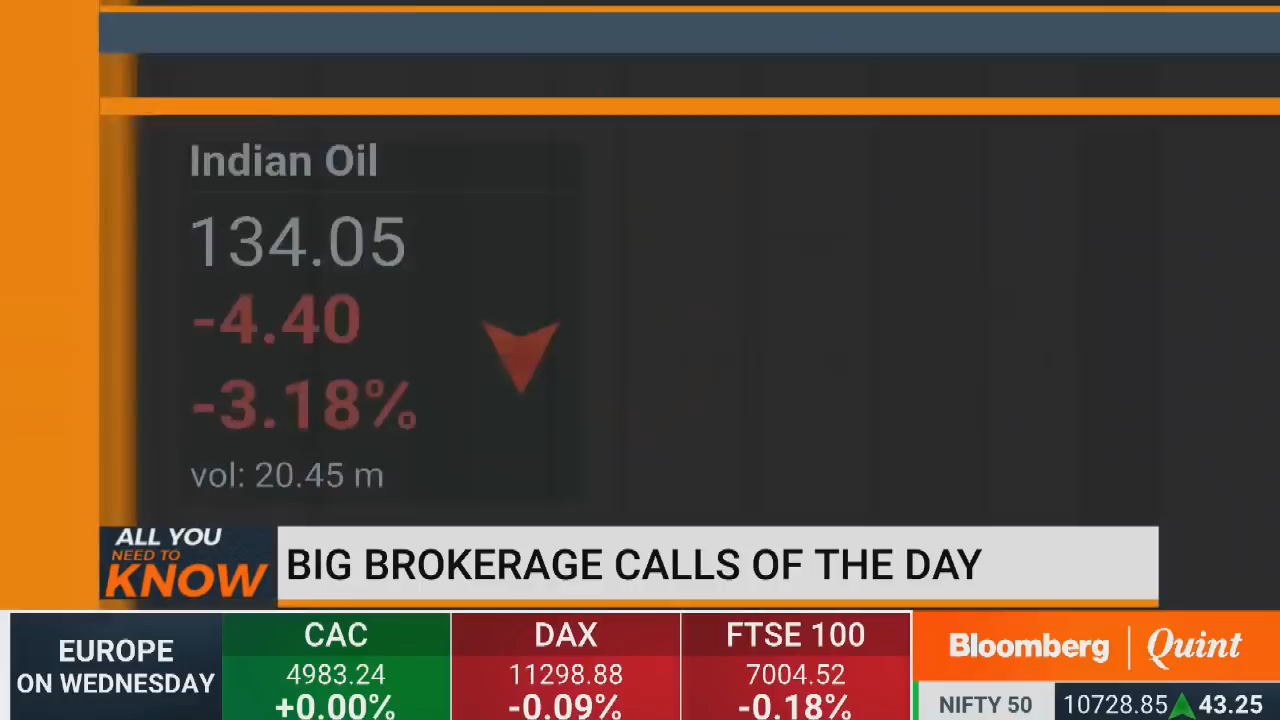 Indian Oil
134.05
-4.40
-3.18%
vol: 20.45 m
ALL YOU
NEED TO
KNOW
BIG BROKERAGE CALLS OF THE DAY
EUROPE
ON WEDNESDAY
CAC
4983.24
+0.00%
DAX
11298.88
-0.09%
FTSE 100
7004.52
-0.18%
Bloomberg | Quint
NIFTY 50 10728.85 43.25